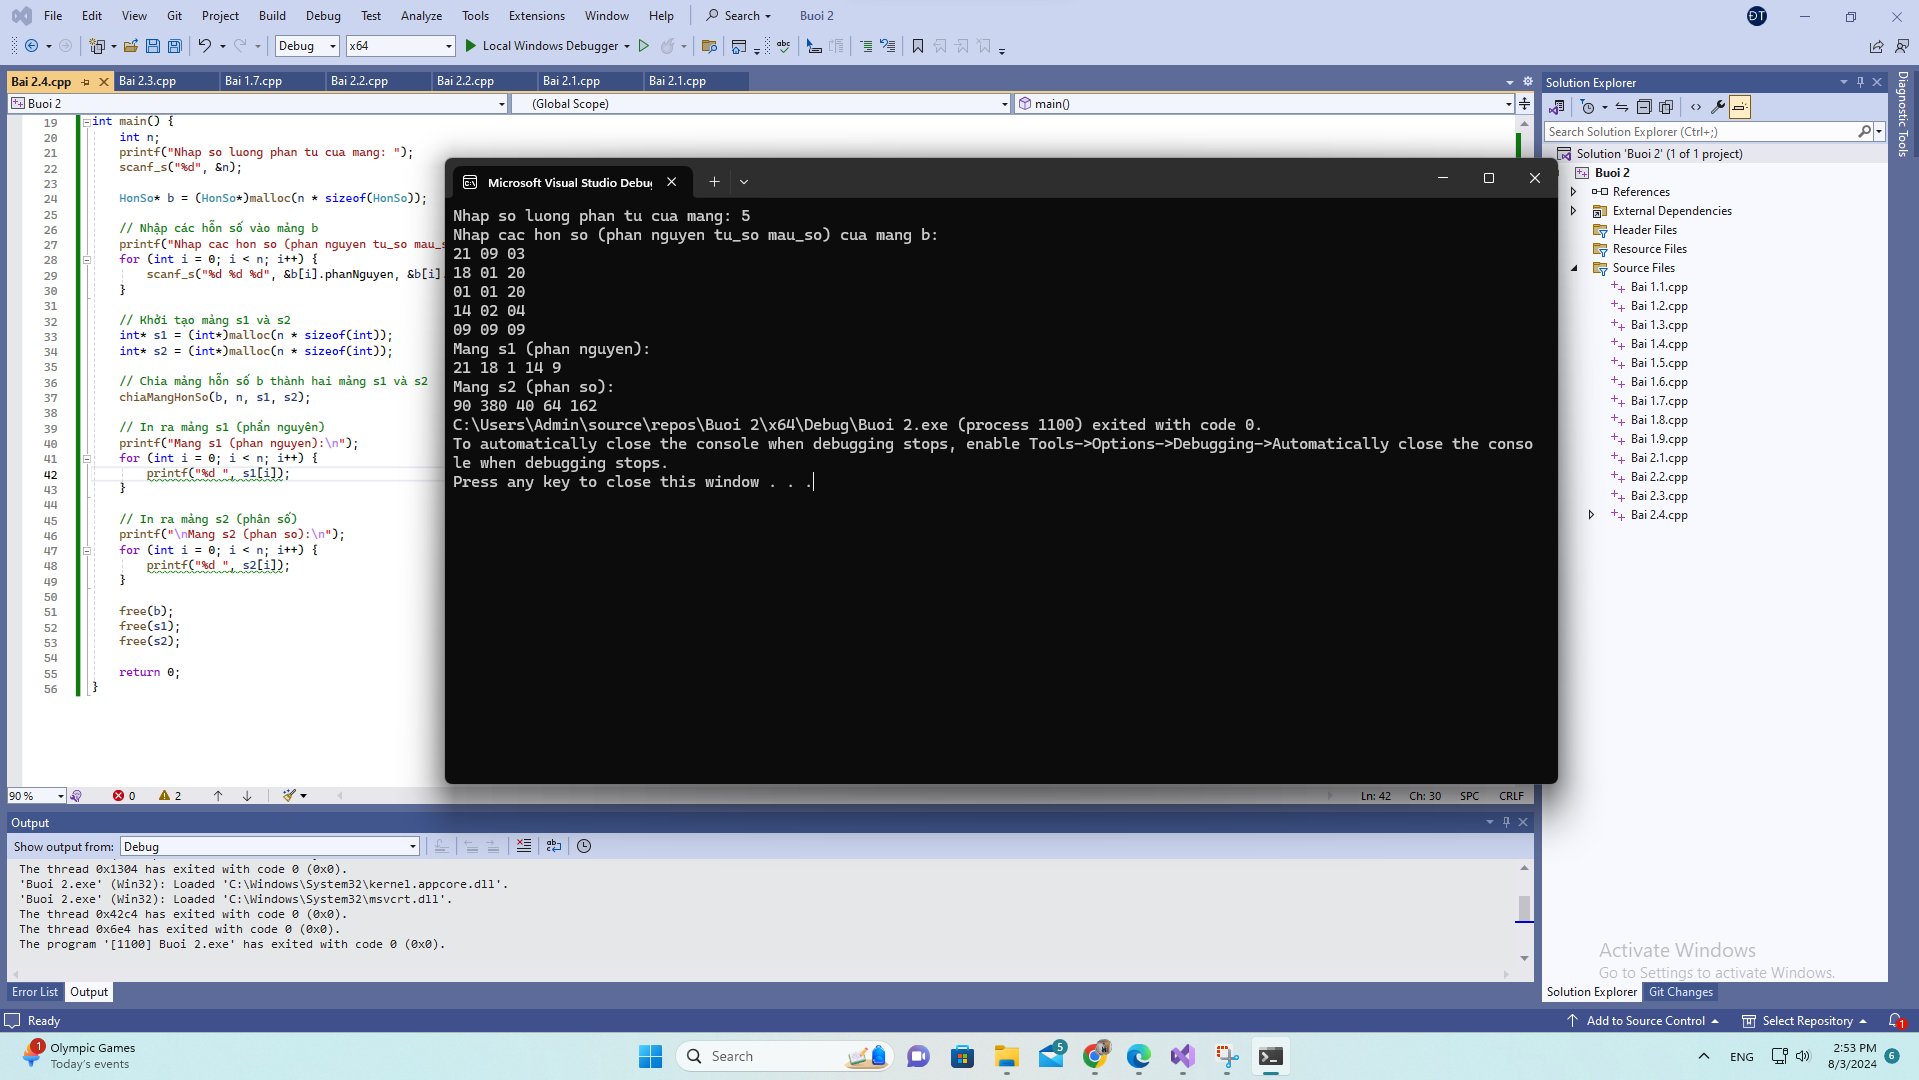 File Edit View Git Project Build Debug Test Analyze Tools Extensions Window Help Search Buoi 2 ĐT
Debug x64 Local Windows Debugger
Bai 2.4.cpp Bai 2.3.cpp Bai 1.7.cpp Bai 2.2.cpp Bai 2.2.cpp Bai 2.1.cpp Bai 2.1.cpp
Buoi 2 (Global Scope) main()
19 int main() {
20 int n;
21 printf("Nhap so luong phan tu cua mang: ");
22 scanf_s("%d", &n);
23
24 HonSo* b = (HonSo*)malloc(n * sizeof(HonSo));
25
26 // Nhập các hỗn số vào mảng b
27 printf("Nhap cac hon so (phan nguyen tu_so mau_s
28 for (int i = 0; i < n; i++) {
29 scanf_s("%d %d %d", &b[i].phanNguyen, &b[i].
30 }
31
32 // Khởi tạo mảng s1 và s2
33 int* s1 = (int*)malloc(n * sizeof(int));
34 int* s2 = (int*)malloc(n * sizeof(int));
35
36 // Chia mảng hỗn số b thành hai mảng s1 và s2
37 chiaMangHonSo(b, n, s1, s2);
38
39 // In ra mảng s1 (phần nguyên)
40 printf("Mang s1 (phan nguyen):\n");
41 for (int i = 0; i < n; i++) {
42 printf("%d ", s1[i]);
43 }
44
45 // In ra mảng s2 (phân số)
46 printf("\nMang s2 (phan so):\n");
47 for (int i = 0; i < n; i++) {
48 printf("%d ", s2[i]);
49 }
50
51 free(b);
52 free(s1);
53 free(s2);
54
55 return 0;
56 }
Microsoft Visual Studio Debug
Nhap so luong phan tu cua mang: 5
Nhap cac hon so (phan nguyen tu_so mau_so) cua mang b:
21 09 03
18 01 20
01 01 20
14 02 04
09 09 09
Mang s1 (phan nguyen):
21 18 1 14 9
Mang s2 (phan so):
90 380 40 64 162
C:\Users\Admin\source\repos\Buoi 2\x64\Debug\Buoi 2.exe (process 1100) exited with code 0.
To automatically close the console when debugging stops, enable Tools->Options->Debugging->Automatically close the conso
le when debugging stops.
Press any key to close this window . . .
Solution Explorer
Search Solution Explorer (Ctrl+;)
Solution 'Buoi 2' (1 of 1 project)
Buoi 2
References
External Dependencies
Header Files
Resource Files
Source Files
Bai 1.1.cpp
Bai 1.2.cpp
Bai 1.3.cpp
Bai 1.4.cpp
Bai 1.5.cpp
Bai 1.6.cpp
Bai 1.7.cpp
Bai 1.8.cpp
Bai 1.9.cpp
Bai 2.1.cpp
Bai 2.2.cpp
Bai 2.3.cpp
Bai 2.4.cpp
Diagnostic Tools
90 % 0 2 Ln: 42 Ch: 30 SPC CRLF
Output
Show output from: Debug
The thread 0x1304 has exited with code 0 (0x0).
'Buoi 2.exe' (Win32): Loaded 'C:\Windows\System32\kernel.appcore.dll'.
'Buoi 2.exe' (Win32): Loaded 'C:\Windows\System32\msvcrt.dll'.
The thread 0x42c4 has exited with code 0 (0x0).
The thread 0x6e4 has exited with code 0 (0x0).
The program '[1100] Buoi 2.exe' has exited with code 0 (0x0).
Activate Windows
Go to Settings to activate Windows.
Error List Output
Solution Explorer Git Changes
Ready Add to Source Control Select Repository 1
1 Olympic Games
Today's events
Search
5
ENG
2:53 PM
8/3/2024
6